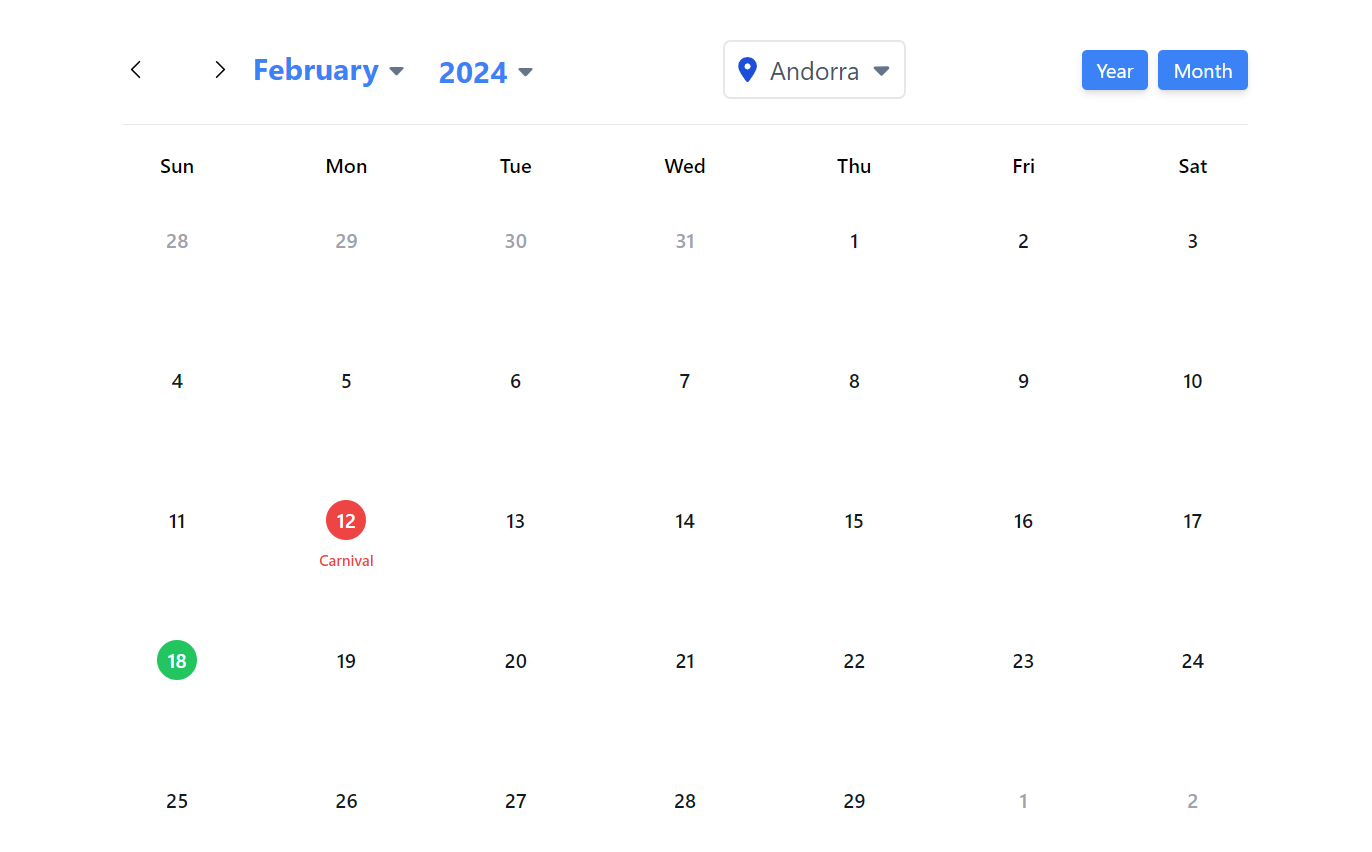 February 2024 Andorra Year Month
Sun Mon Tue Wed Thu Fri Sat
28 29 30 31 1 2 3
4 5 6 7 8 9 10
11 12 13 14 15 16 17
Carnival
18 19 20 21 22 23 24
25 26 27 28 29 1 2